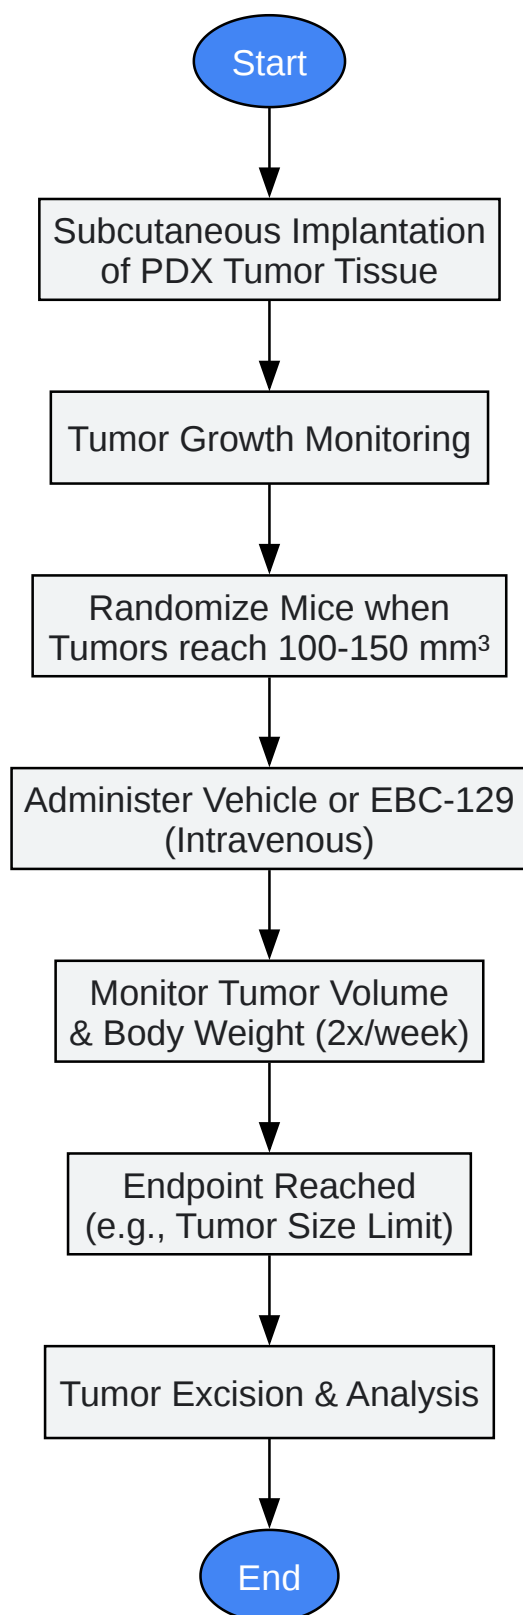 Start
Subcutaneous Implantation
of PDX Tumor Tissue
Tumor Growth Monitoring
Randomize Mice when
Tumors reach 100-150 mm³
Administer Vehicle or EBC-129
(Intravenous)
Monitor Tumor Volume
& Body Weight (2x/week)
Endpoint Reached
(e.g., Tumor Size Limit)
Tumor Excision & Analysis
End